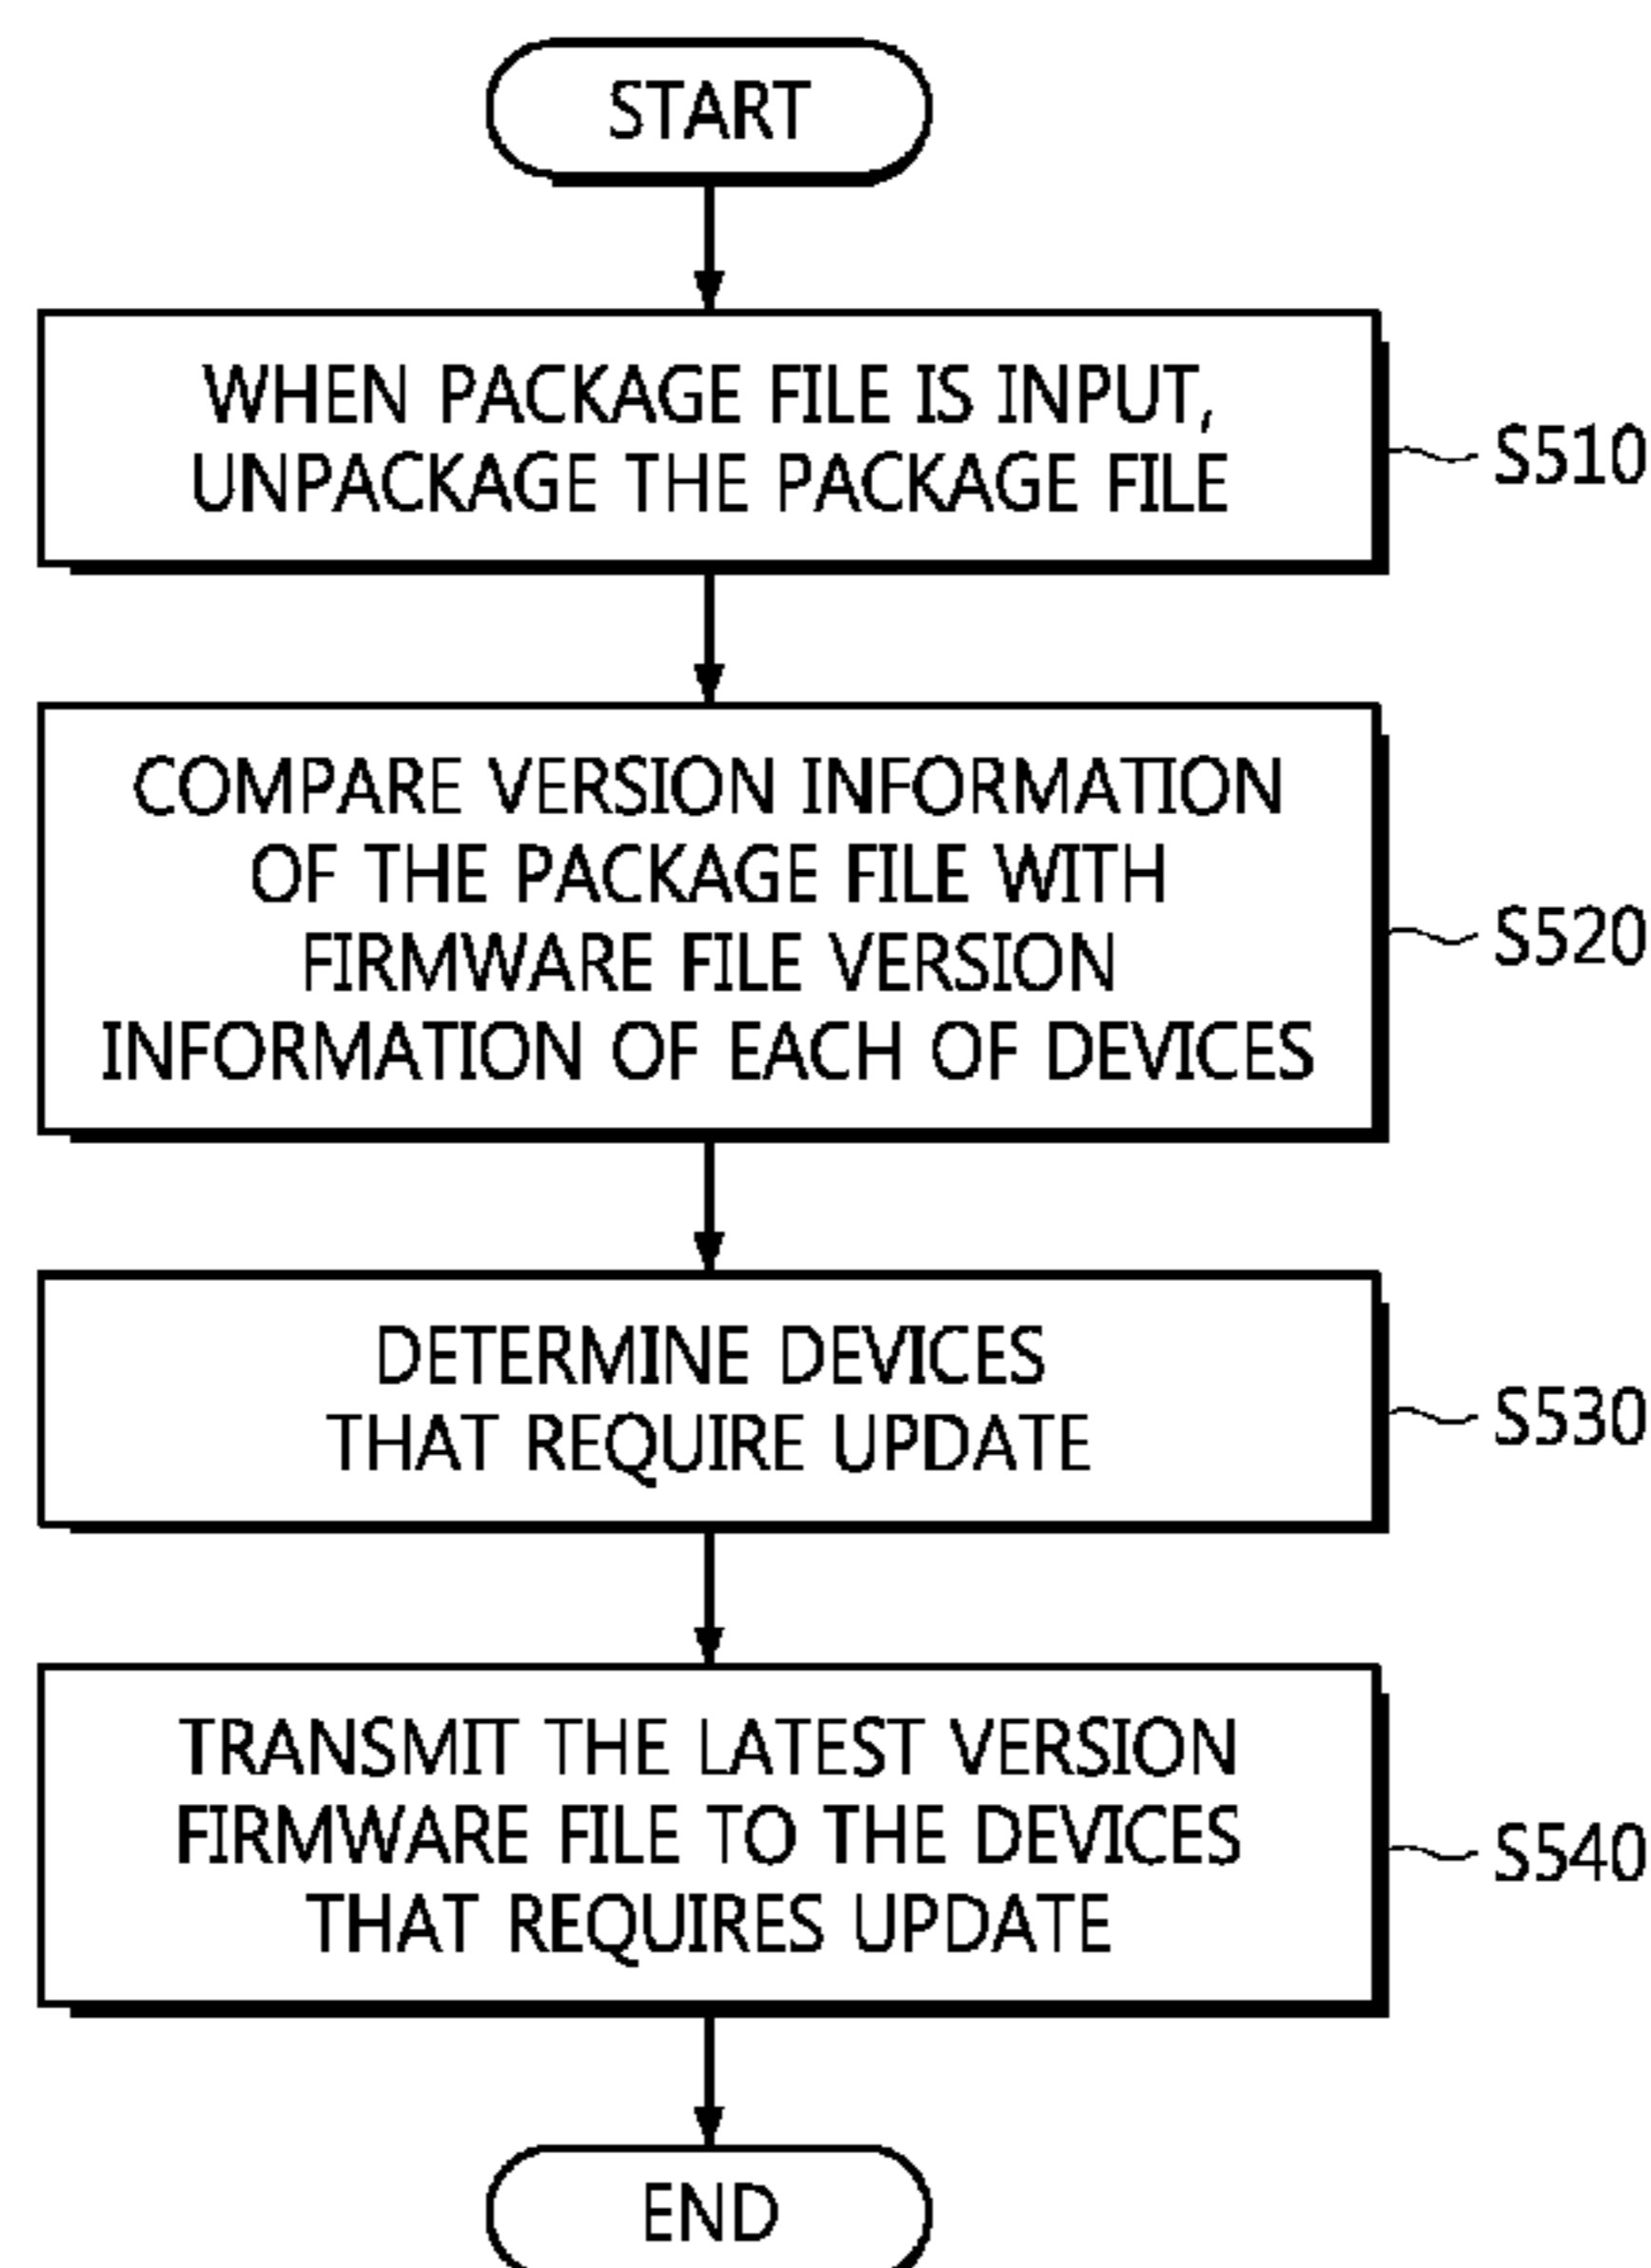 START
WHEN PACKAGE FILE IS INPUT,
UNPACKAGE THE PACKAGE FILE
S510
COMPARE VERSION INFORMATION
OF THE PACKAGE FILE WITH
FIRMWARE FILE VERSION
INFORMATION OF EACH OF DEVICES
S520
DETERMINE DEVICES
THAT REQUIRE UPDATE
S530
TRANSMIT THE LATEST VERSION
FIRMWARE FILE TO THE DEVICES
THAT REQUIRES UPDATE
S540
END